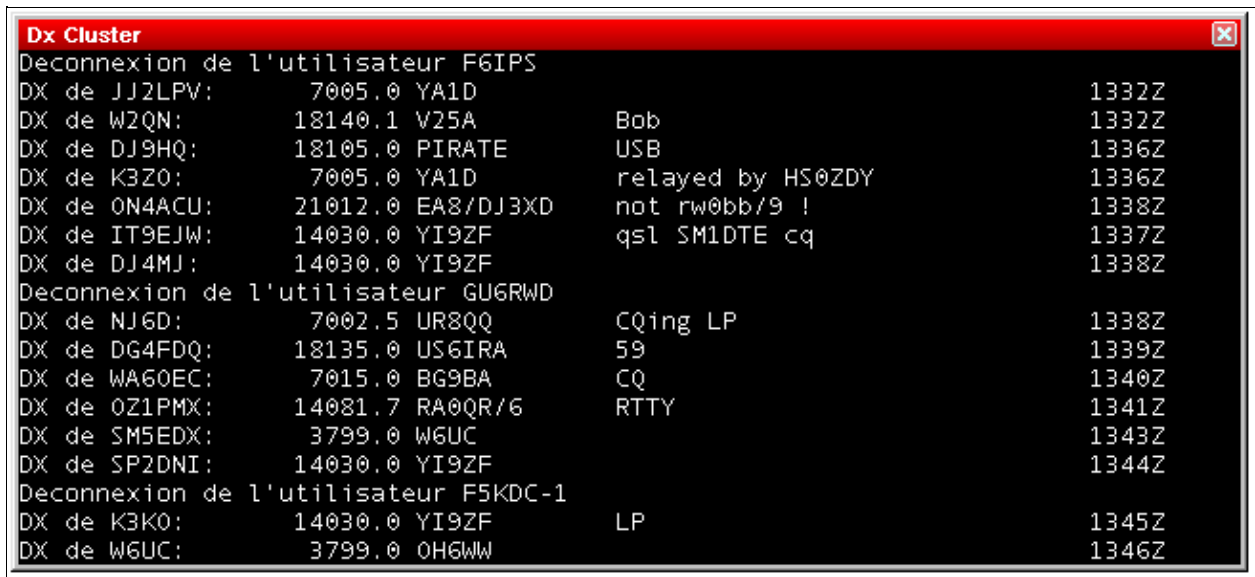 Dx Cluster
Deconnexion de l'utilisateur F6IPS
DX de JJ2LPV: 7005.0 YA1D 1332Z
DX de W2QN: 18140.1 V25A Bob 1332Z
DX de DJ9HQ: 18105.0 PIRATE USB 1336Z
DX de K3ZO: 7005.0 YA1D relayed by HS0ZDY 1336Z
DX de ON4ACU: 21012.0 EA8/DJ3XD not rw0bb/9 ! 1338Z
DX de IT9EJW: 14030.0 YI9ZF qsl SM1DTE cq 1337Z
DX de DJ4MJ: 14030.0 YI9ZF 1338Z
Deconnexion de l'utilisateur GU6RWD
DX de NJ6D: 7002.5 UR8QQ CQing LP 1338Z
DX de DG4FDQ: 18135.0 US6IRA 59 1339Z
DX de WA6OEC: 7015.0 BG9BA CQ 1340Z
DX de OZ1PMX: 14081.7 RA0QR/6 RTTY 1341Z
DX de SM5EDX: 3799.0 W6UC 1343Z
DX de SP2DNI: 14030.0 YI9ZF 1344Z
Deconnexion de l'utilisateur F5KDC-1
DX de K3KO: 14030.0 YI9ZF LP 1345Z
DX de W6UC: 3799.0 OH6WW 1346Z